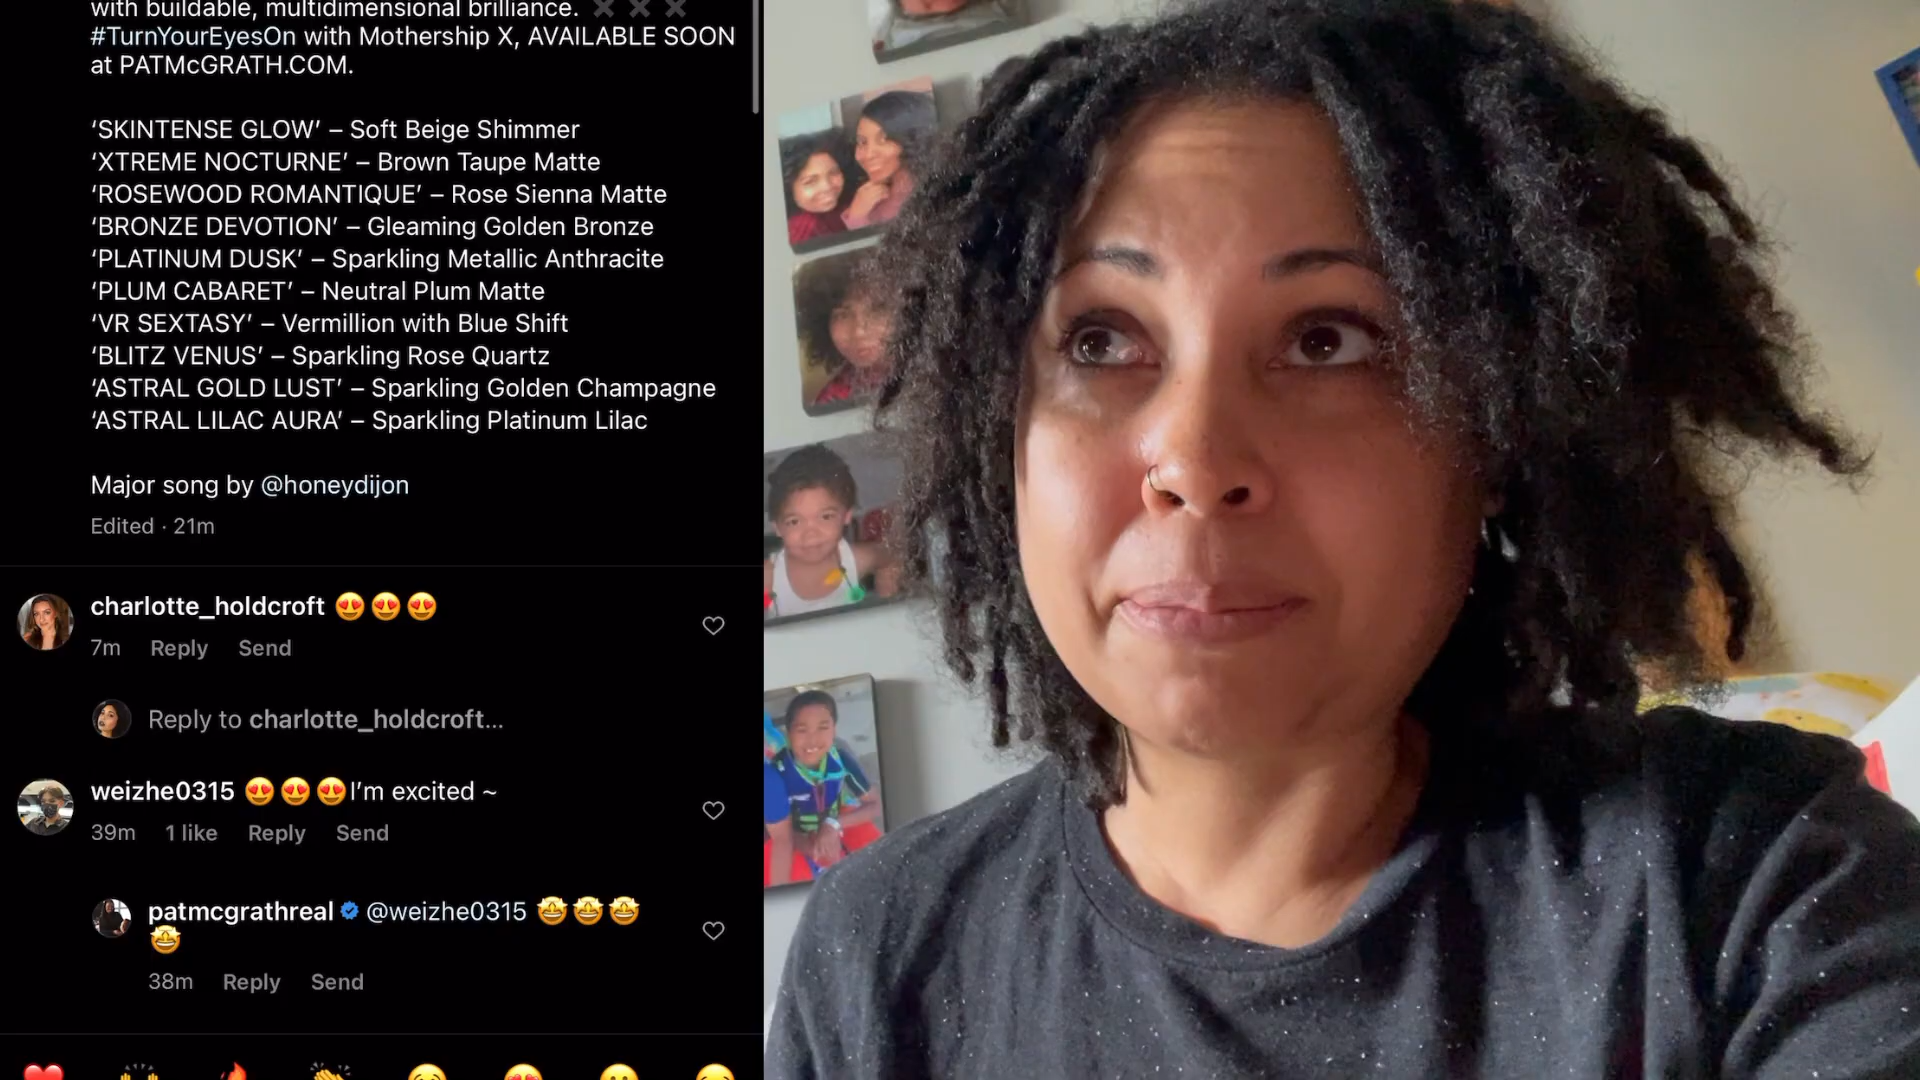 with buildable, multidimensional brilliance. ✖️ ✖️ ✖️
#TurnYourEyesOn with Mothership X, AVAILABLE SOON
at PATMcGRATH.COM.
‘SKINTENSE GLOW’ – Soft Beige Shimmer
‘XTREME NOCTURNE’ – Brown Taupe Matte
‘ROSEWOOD ROMANTIQUE’ – Rose Sienna Matte
‘BRONZE DEVOTION’ – Gleaming Golden Bronze
‘PLATINUM DUSK’ – Sparkling Metallic Anthracite
‘PLUM CABARET’ – Neutral Plum Matte
‘VR SEXTASY’ – Vermillion with Blue Shift
‘BLITZ VENUS’ – Sparkling Rose Quartz
‘ASTRAL GOLD LUST’ – Sparkling Golden Champagne
‘ASTRAL LILAC AURA’ – Sparkling Platinum Lilac
Major song by @honeydijon
Edited · 21m
charlotte_holdcroft 😍😍😍
7m Reply Send
Reply to charlotte_holdcroft...
weizhe0315 😍😍😍I’m excited ~
39m 1 like Reply Send
patmcgrathreal @weizhe0315 🤩🤩🤩
🤩
38m Reply Send